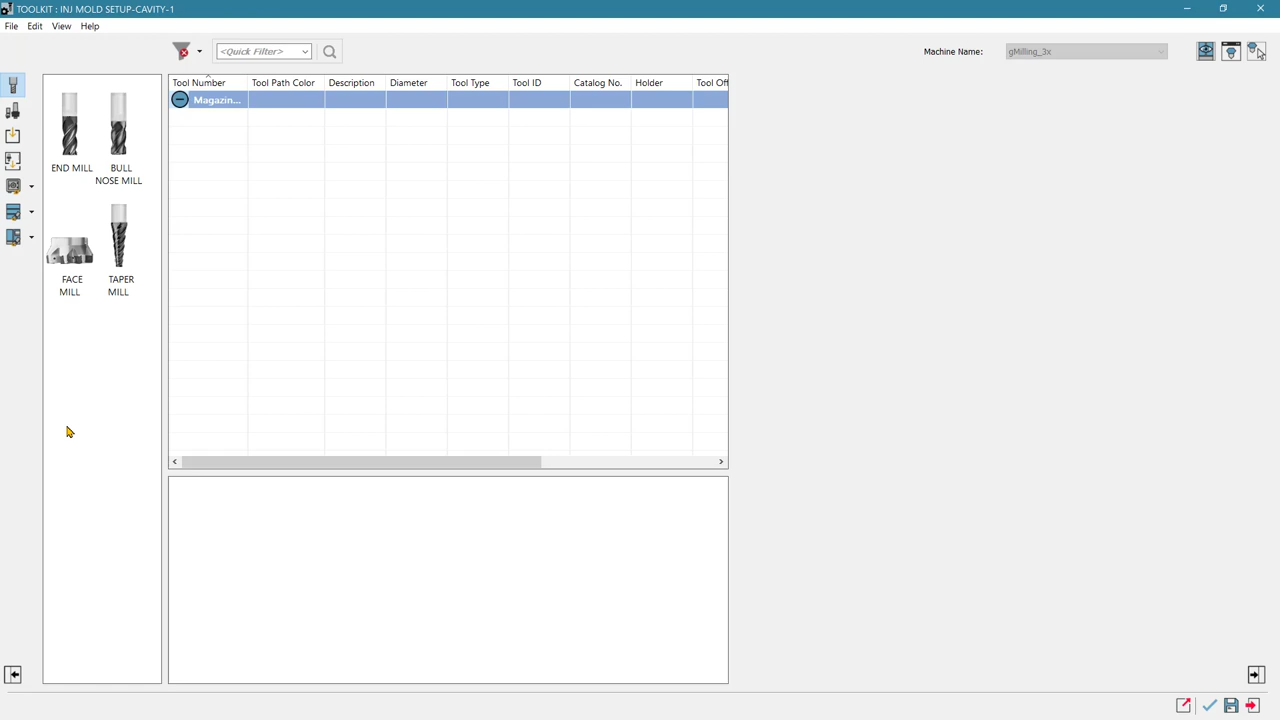 TOOLKIT ; INJ MOLD SETUP-CAVITY-1
File Edit View Help
<Quick Filter>
Machine Name: gMilling_3x
Tool Number Tool Path Color Description Diameter Tool Type Tool ID Catalog No. Holder Tool Off
Magazin...
END MILL
BULL
NOSE MILL
FACE
MILL
TAPER
MILL